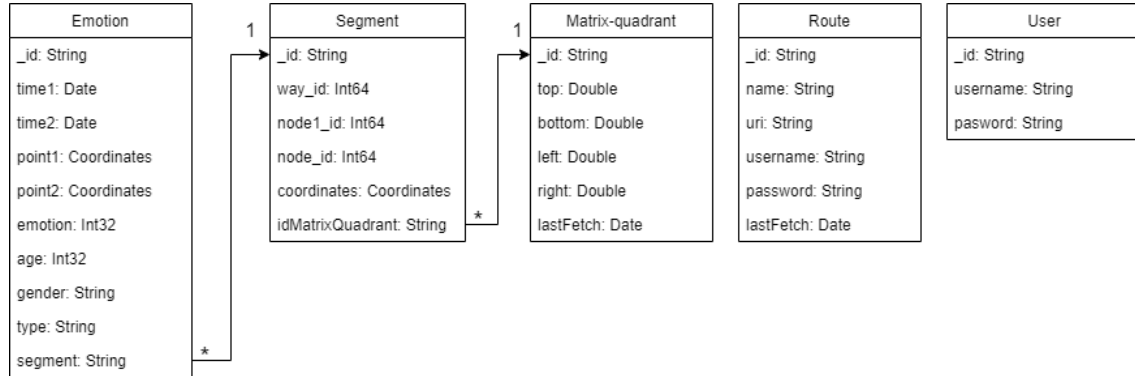 Emotion
_id: String
time1: Date
time2: Date
point1: Coordinates
point2: Coordinates
emotion: Int32
age: Int32
gender: String
type: String
segment: String
*
1
Segment
_id: String
way_id: Int64
node1_id: Int64
node_id: Int64
coordinates: Coordinates
idMatrixQuadrant: String
*
1
Matrix-quadrant
_id: String
top: Double
bottom: Double
left: Double
right: Double
lastFetch: Date
Route
_id: String
name: String
uri: String
username: String
password: String
lastFetch: Date
User
_id: String
username: String
pasword: String